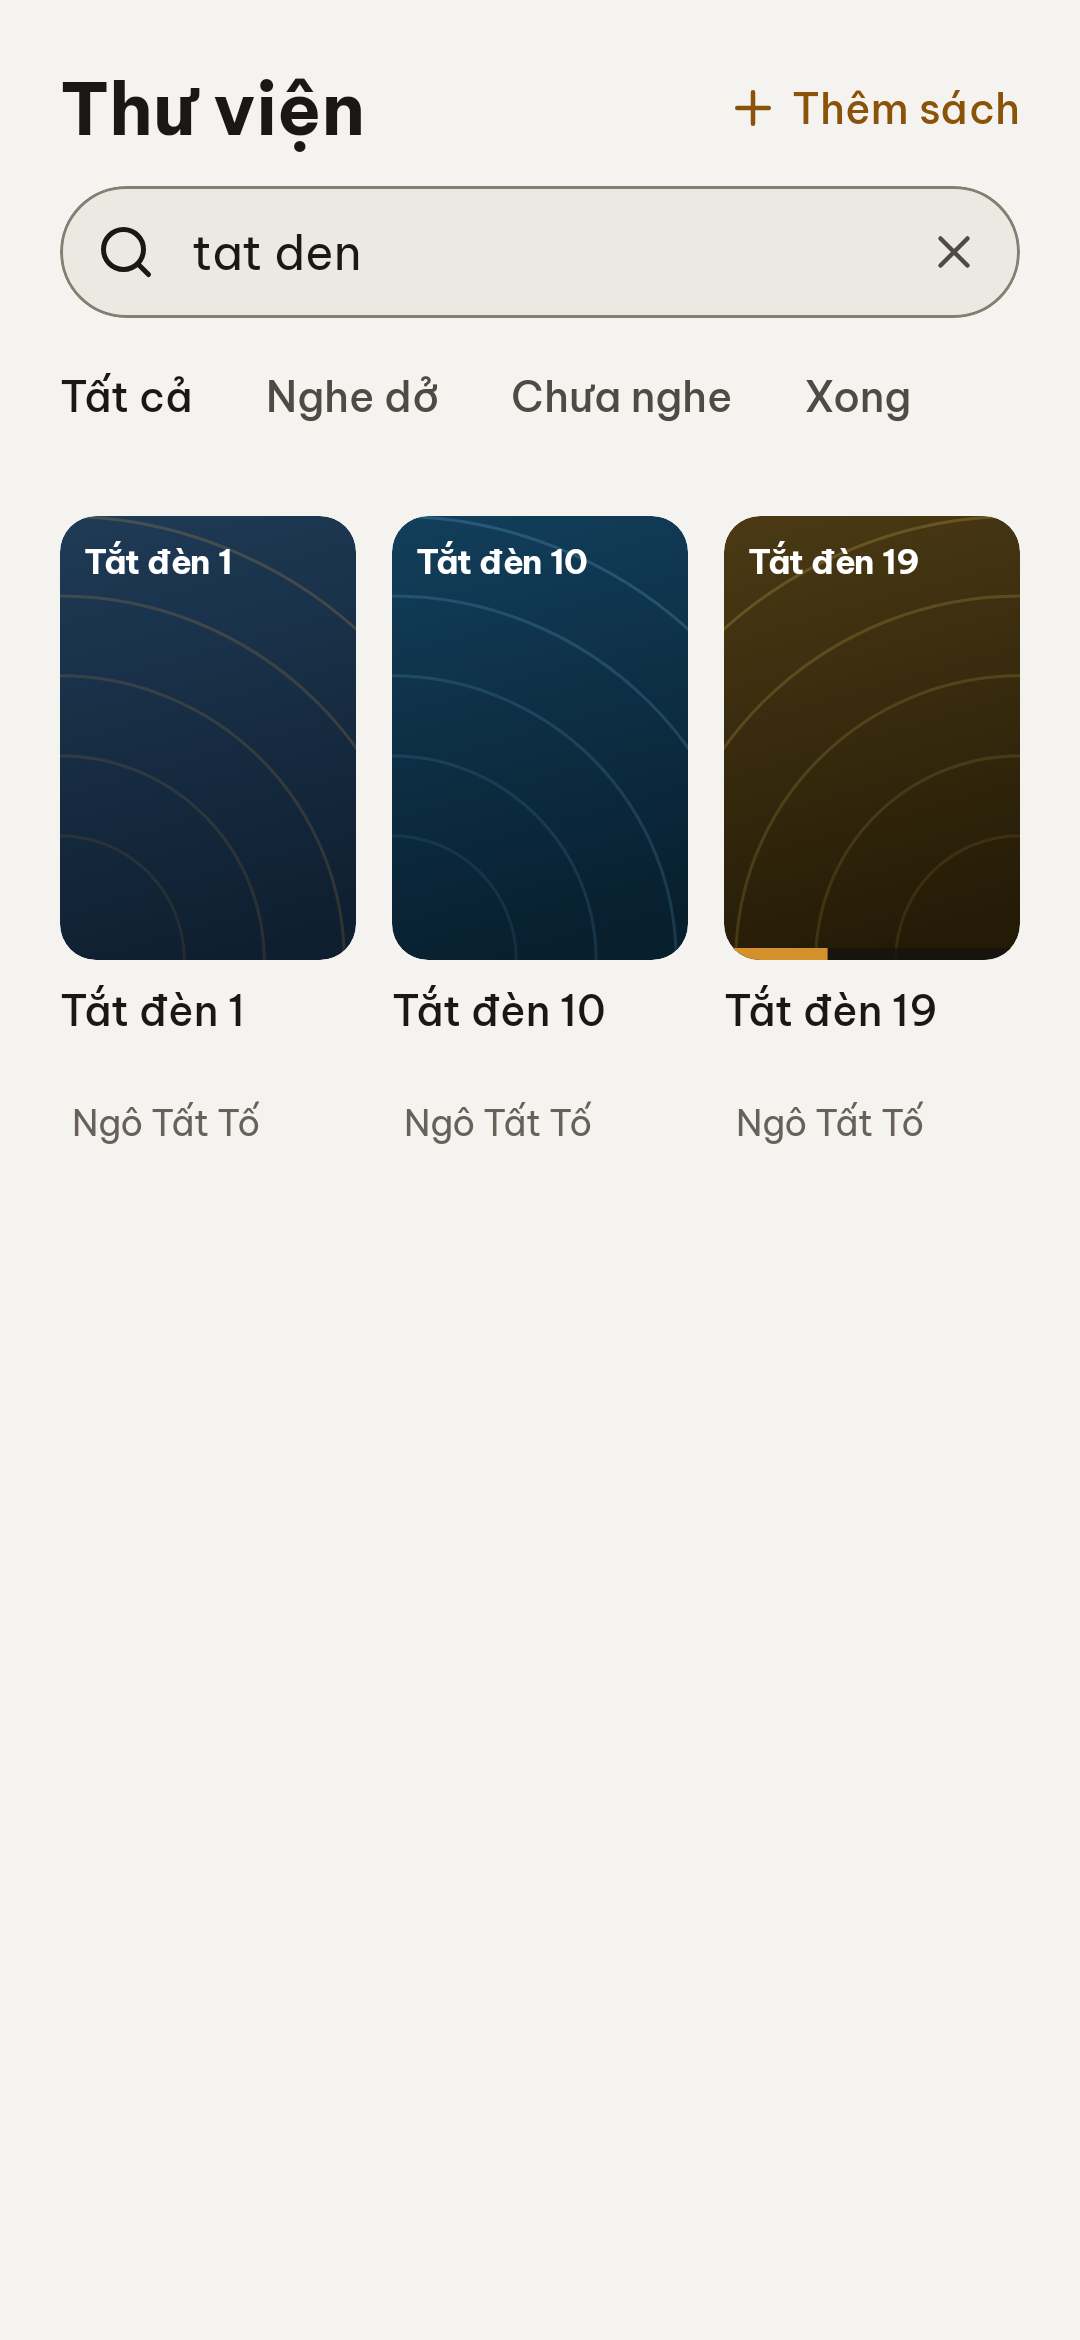 Thư viện
Thêm sách
tat den
Tất cả Nghe dở Chưa nghe Xong
Tắt đèn 1
Tắt đèn 10
Tắt đèn 19
Tắt đèn 1
Tắt đèn 10
Tắt đèn 19
Ngô Tất Tố
Ngô Tất Tố
Ngô Tất Tố